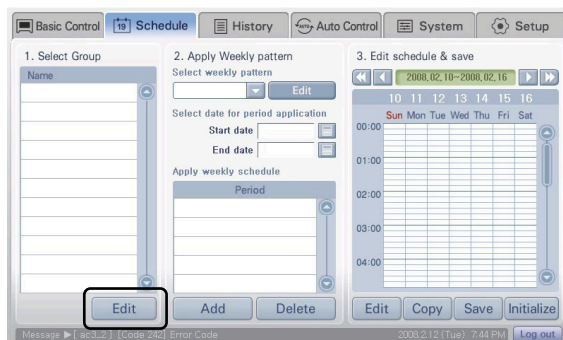 Basic Control
19 Schedule
History
AUTO Auto Control
System
Setup
1. Select Group
Name
Edit
2. Apply Weekly pattern
Select weekly pattern
Edit
Select date for period application
Start date
End date
Apply weekly schedule
Period
Add Delete
3. Edit schedule & save
2008.02.10~2008.02.16
10 11 12 13 14 15 16
Sun Mon Tue Wed Thu Fri Sat
00:00
01:00
02:00
03:00
04:00
Edit Copy Save Initialize
Message ▶[ ac3_2 ] [Code 242] Error Code
2008.2.12 (Tue) 7:44 PM Log out